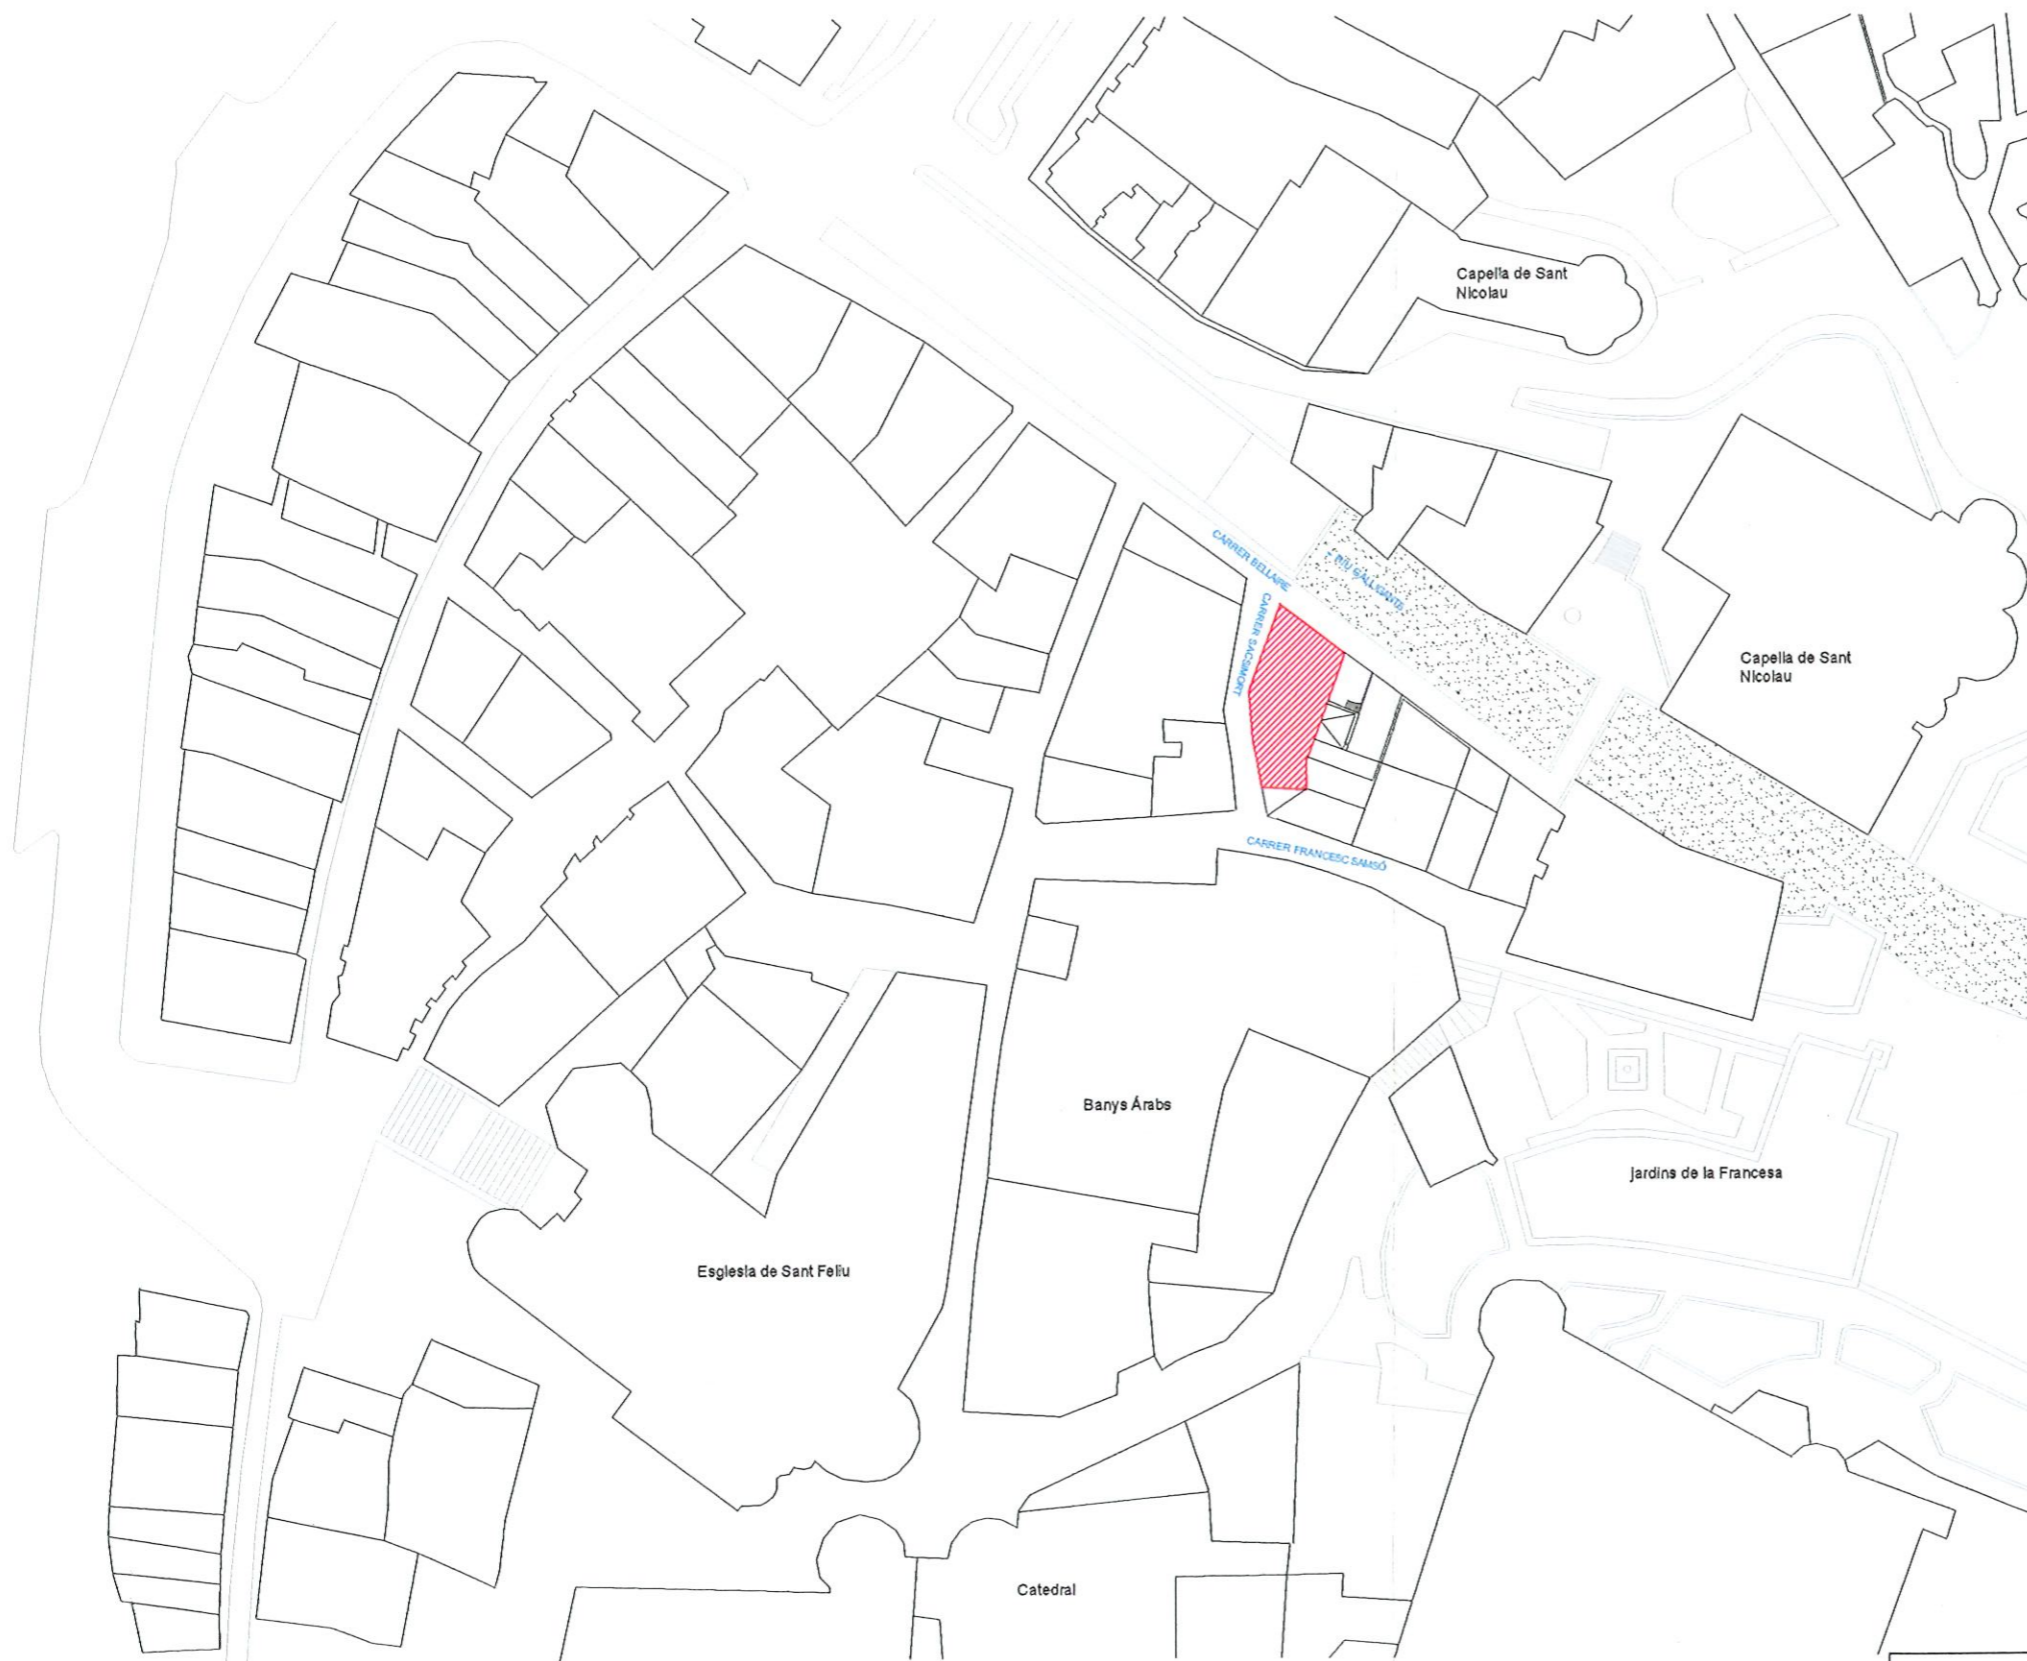 Capella de Sant
Nicolau
CARRER BELLAIRE
RIU GALLIGANTS
CARRER SACSIMORT
Capella de Sant
Nicolau
CARRER FRANCESC SAMSÓ
Banys Árabs
Jardins de la Francesa
Esglesia de Sant Feliu
Catedral